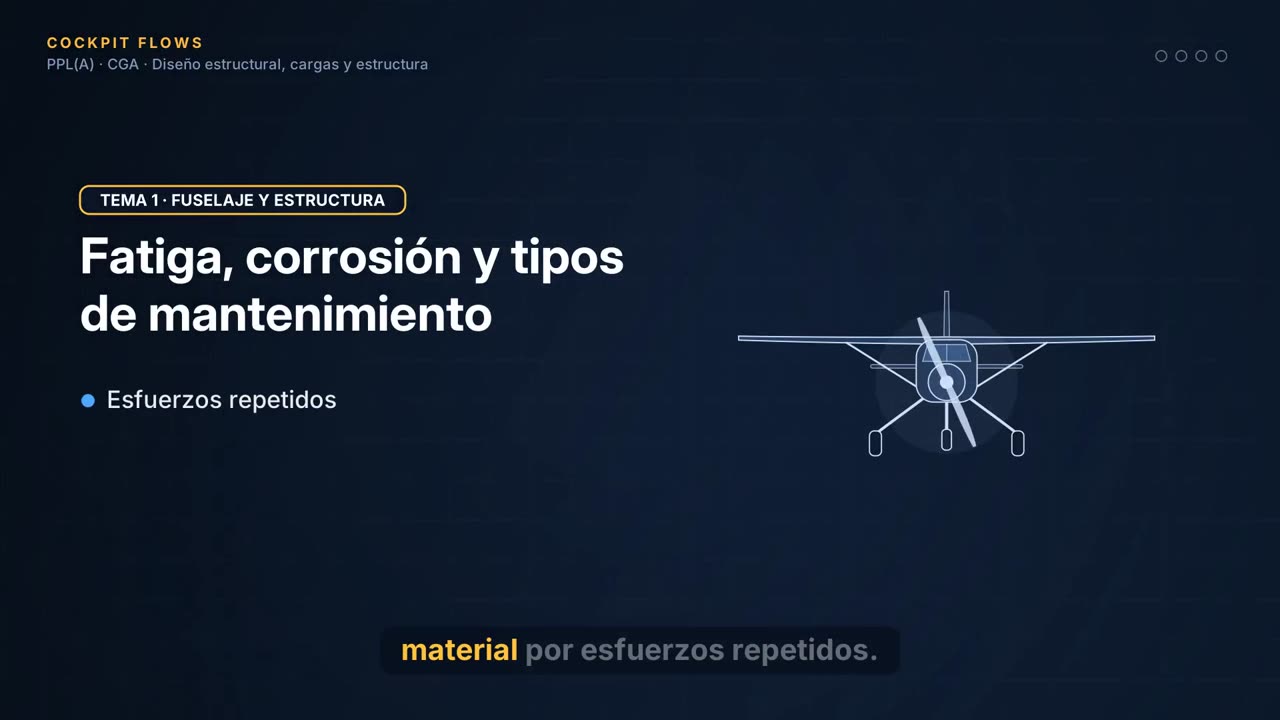 COCKPIT FLOWS
PPL(A) · CGA · Diseño estructural, cargas y estructura
TEMA 1 · FUSELAJE Y ESTRUCTURA
Fatiga, corrosión y tipos
de mantenimiento
Esfuerzos repetidos
material por esfuerzos repetidos.